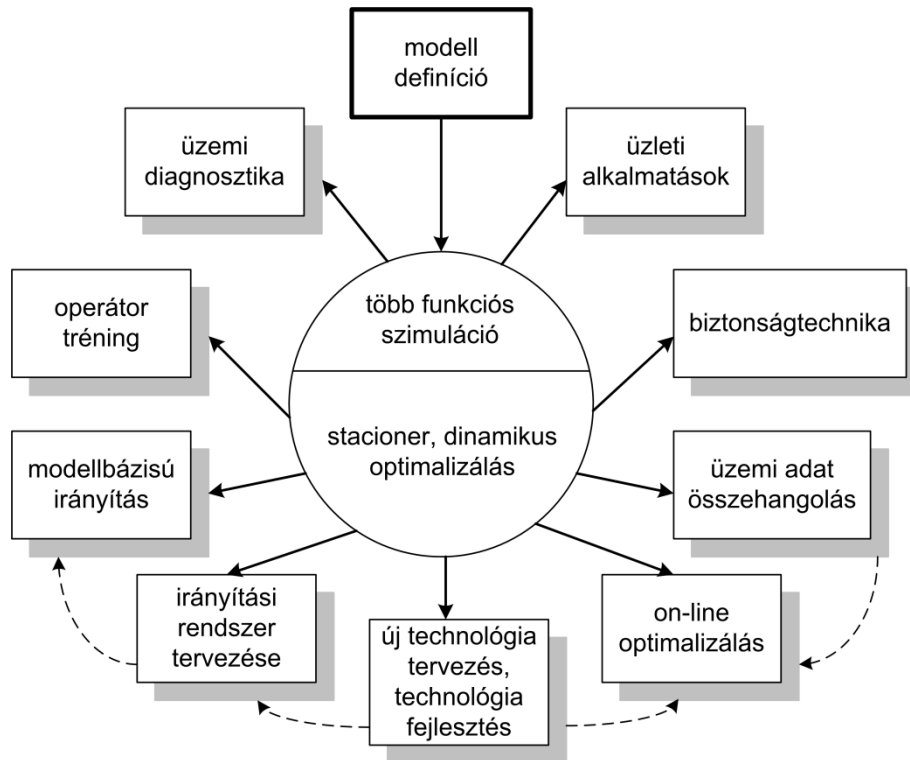 modell
definíció
üzemi
diagnosztika
üzleti
alkalmatások
több funkciós
szimuláció
operátor
tréning
biztonságtechnika
stacioner, dinamikus
optimalizálás
modellbázisú
irányítás
üzemi adat
összehangolás
irányítási
rendszer
tervezése
új technológia
tervezés,
technológia
fejlesztés
on-line
optimalizálás